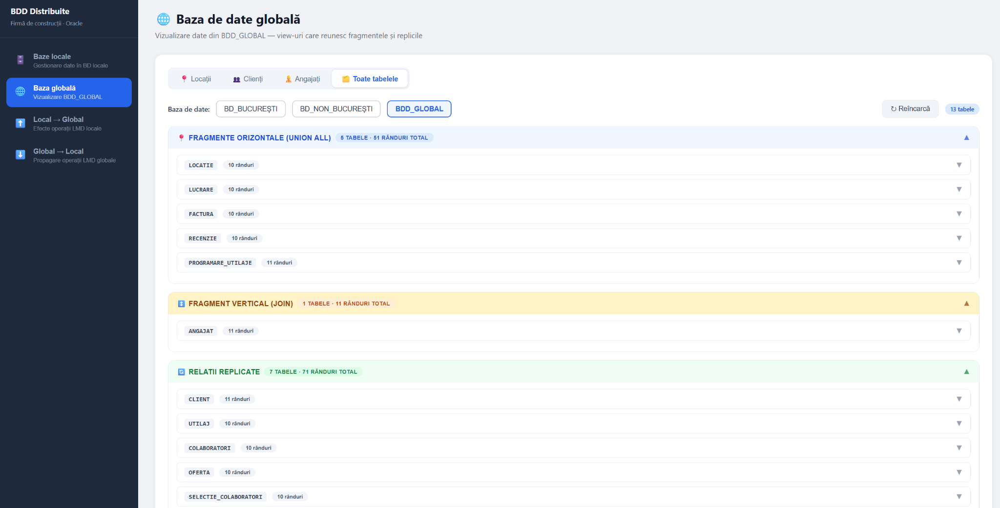 BDD Distribuite
Firmă de construcții · Oracle
Baze locale
Gestionare date în BD locale
Baza globală
Vizualizare BDD_GLOBAL
Local → Global
Efecte operații LMD locale
Global → Local
Propagare operații LMD globale
Baza de date globală
Vizualizare date din BDD_GLOBAL — view-uri care reunesc fragmentele și replicile
Locații Clienți Angajați Toate tabelele
Baza de date: BD_BUCUREȘTI BD_NON_BUCUREȘTI BDD_GLOBAL ↻ Reîncarcă 13 tabele
FRAGMENTE ORIZONTALE (UNION ALL) 5 TABELE · 51 RÂNDURI TOTAL ▲
LOCATIE 10 rânduri ▼
LUCRARE 10 rânduri ▼
FACTURA 10 rânduri ▼
RECENZIE 10 rânduri ▼
PROGRAMARE_UTILAJE 11 rânduri ▼
FRAGMENT VERTICAL (JOIN) 1 TABELE · 11 RÂNDURI TOTAL ▲
ANGAJAT 11 rânduri ▼
RELATII REPLICATE 7 TABELE · 71 RÂNDURI TOTAL ▲
CLIENT 11 rânduri ▼
UTILAJ 10 rânduri ▼
COLABORATORI 10 rânduri ▼
OFERTA 10 rânduri ▼
SELECTIE_COLABORATORI 10 rânduri ▼